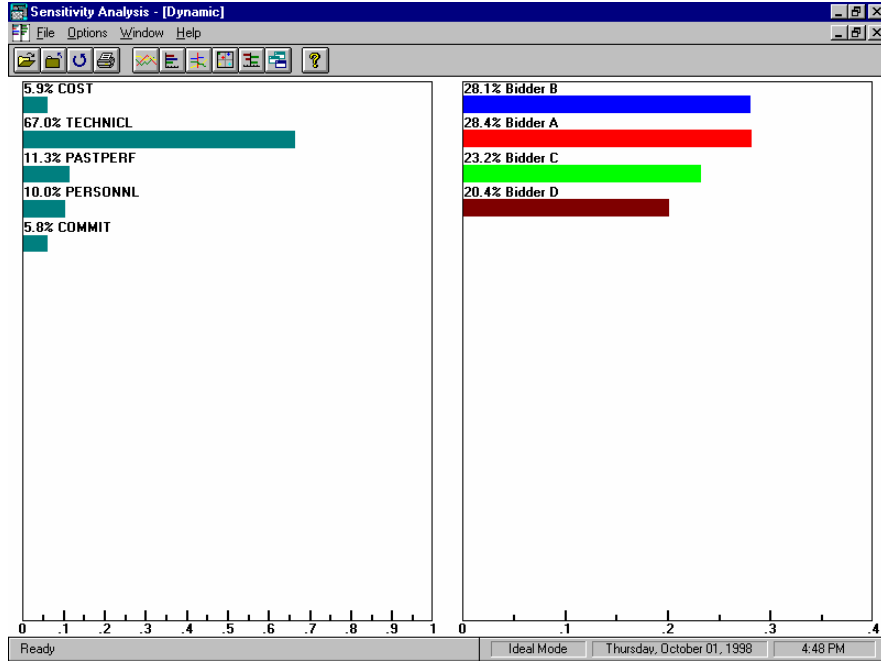 Sensitivity Analysis - [Dynamic]
File Options Window Help
5.9% COST
67.0% TECHNICL
11.3% PASTPERF
10.0% PERSONNL
5.8% COMMIT
0 .1 .2 .3 .4 .5 .6 .7 .8 .9 1
28.1% Bidder B
28.4% Bidder A
23.2% Bidder C
20.4% Bidder D
0 .1 .2 .3 .4
Ready Ideal Mode Thursday, October 01, 1998 4:48 PM